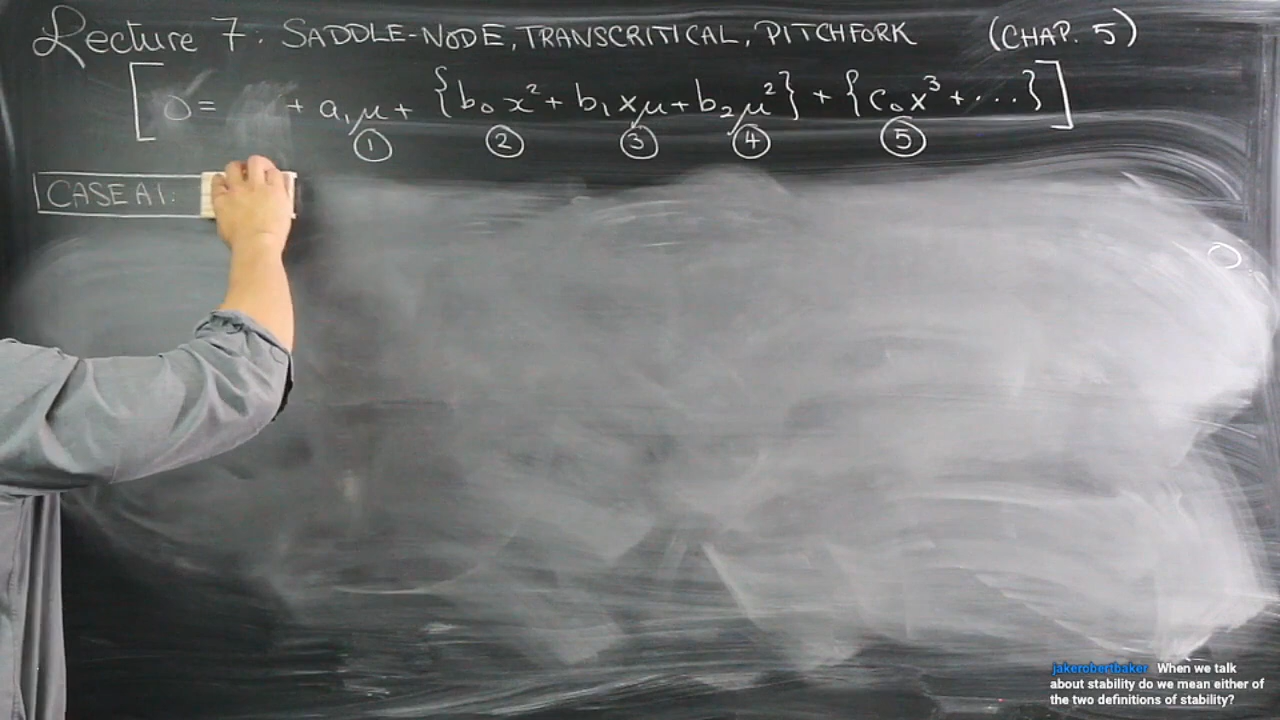 Lecture 7: SADDLE-NODE, TRANSCRITICAL, PITCHFORK (CHAP. 5)
[0 = + a₁μ + {b₀x² + b₁xμ + b₂μ²} + {c₀x³ + ...}]
① ② ③ ④ ⑤
CASE A1:
jakerobertbaker When we talk
about stability do we mean either of
the two definitions of stability?